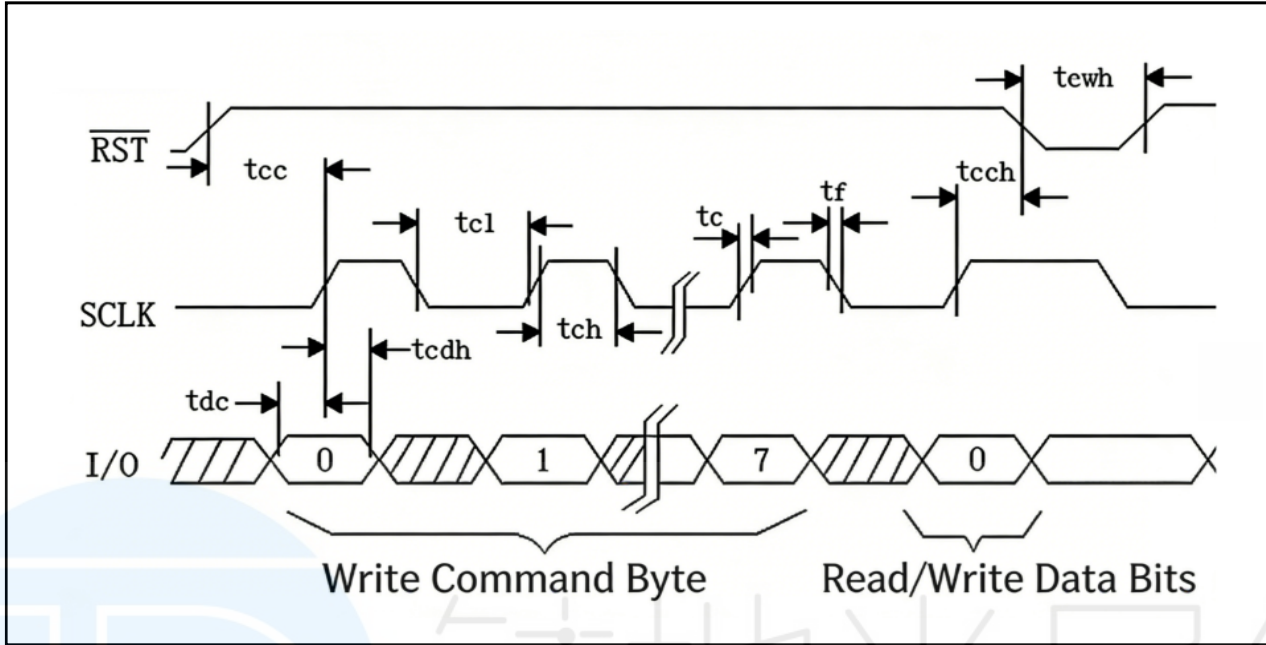 tewh
RST
tcc
tcch
tcl
tc
tf
SCLK
tch
tcdh
tdc
I/O
0
1
7
0
Write Command Byte
Read/Write Data Bits